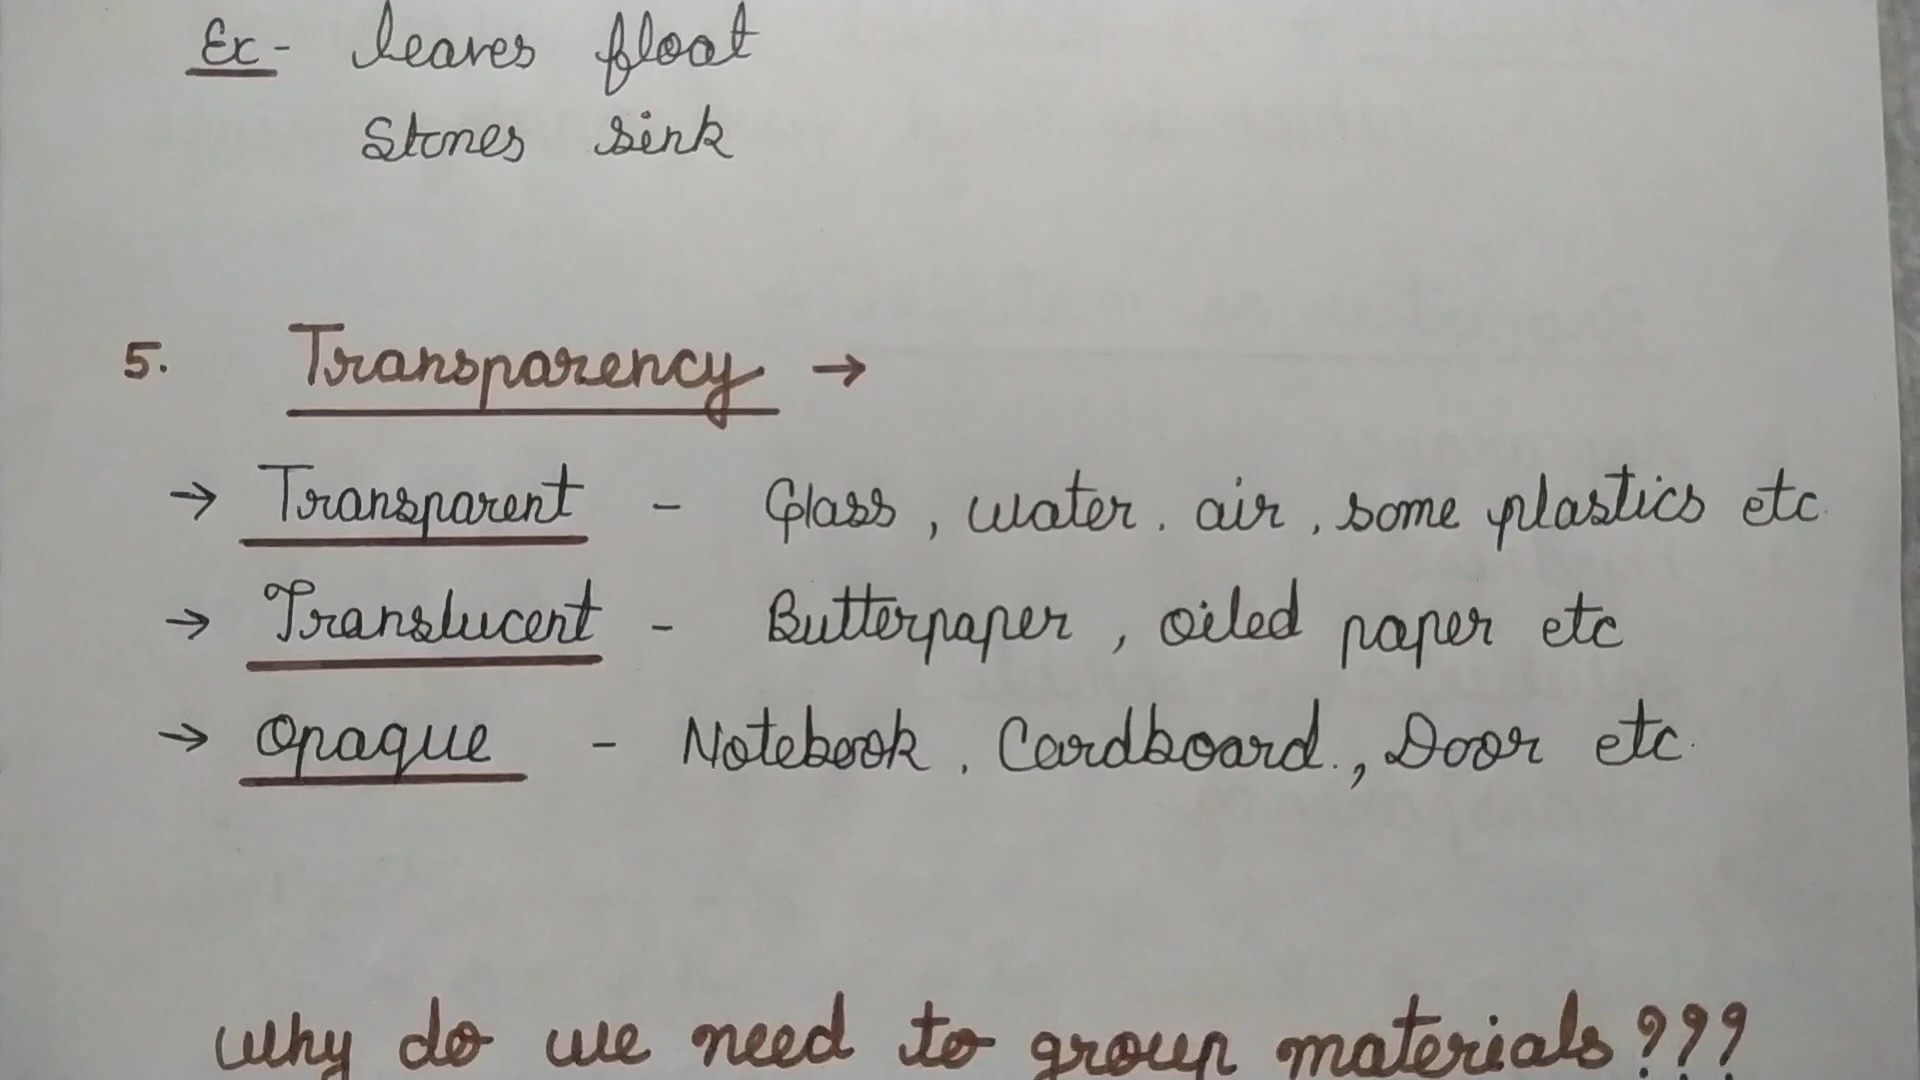 Ex- leaves float
Stones sink
5. Transparency →
→ Transparent - Glass, water. air, some plastics etc.
→ Translucent - Butterpaper, oiled paper etc
→ Opaque - Notebook. Cardboard., Door etc.
Why do we need to group materials???